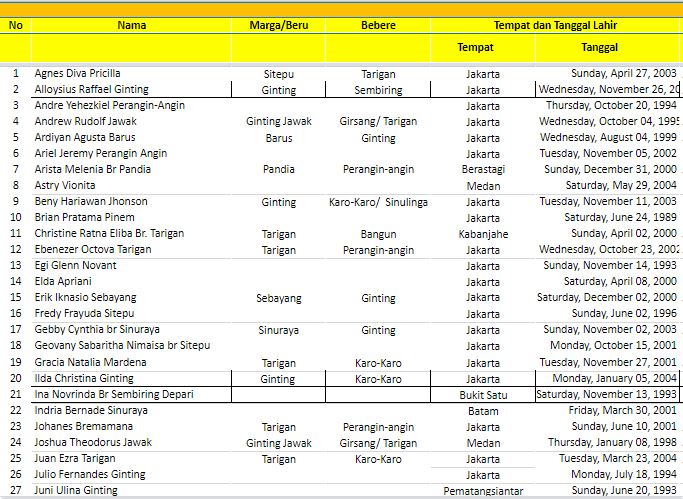 No Nama Marga/Beru Bebere Tempat dan Tanggal Lahir
Tempat Tanggal
1 Agnes Diva Pricilla Sitepu Tarigan Jakarta Sunday, April 27, 2003
2 Alloysius Raffael Ginting Ginting Sembiring Jakarta Wednesday, November 26, 20
3 Andre Yehezkiel Perangin-Angin Jakarta Thursday, October 20, 1994
4 Andrew Rudolf Jawak Ginting Jawak Girsang/ Tarigan Jakarta Wednesday, October 04, 1995
5 Ardiyan Agusta Barus Barus Ginting Jakarta Wednesday, August 04, 1999
6 Ariel Jeremy Perangin Angin Jakarta Tuesday, November 05, 2002
7 Arista Melenia Br Pandia Pandia Perangin-angin Berastagi Sunday, December 31, 2000
8 Astry Vionita Medan Saturday, May 29, 2004
9 Beny Hariawan Jhonson Ginting Karo-Karo/ Sinulinga Jakarta Tuesday, November 11, 2003
10 Brian Pratama Pinem Jakarta Saturday, June 24, 1989
11 Christine Ratna Eliba Br. Tarigan Tarigan Bangun Kabanjahe Sunday, April 02, 2000
12 Ebenezer Octova Tarigan Tarigan Perangin-angin Jakarta Wednesday, October 23, 2002
13 Egi Glenn Novant Jakarta Sunday, November 14, 1993
14 Elda Apriani Jakarta Saturday, April 08, 2000
15 Erik Iknasio Sebayang Sebayang Ginting Jakarta Saturday, December 02, 2000
16 Fredy Frayuda Sitepu Jakarta Sunday, June 02, 1996
17 Gebby Cynthia br Sinuraya Sinuraya Ginting Jakarta Sunday, November 02, 2003
18 Geovany Sabaritha Nimaisa br Sitepu Jakarta Monday, October 15, 2001
19 Gracia Natalia Mardena Tarigan Karo-Karo Jakarta Tuesday, November 27, 2001
20 Ilda Christina Ginting Ginting Karo-Karo Jakarta Monday, January 05, 2004
21 Ina Novrinda Br Sembiring Depari Bukit Satu Saturday, November 13, 1993
22 Indria Bernade Sinuraya Batam Friday, March 30, 2001
23 Johanes Bremamana Tarigan Perangin-angin Jakarta Sunday, June 10, 2001
24 Joshua Theodorus Jawak Ginting Jawak Girsang/ Tarigan Medan Thursday, January 08, 1998
25 Juan Ezra Tarigan Tarigan Karo-Karo Jakarta Tuesday, March 23, 2004
26 Julio Fernandes Ginting Jakarta Monday, July 18, 1994
27 Juni Ulina Ginting Pematangsiantar Sunday, June 20, 1993